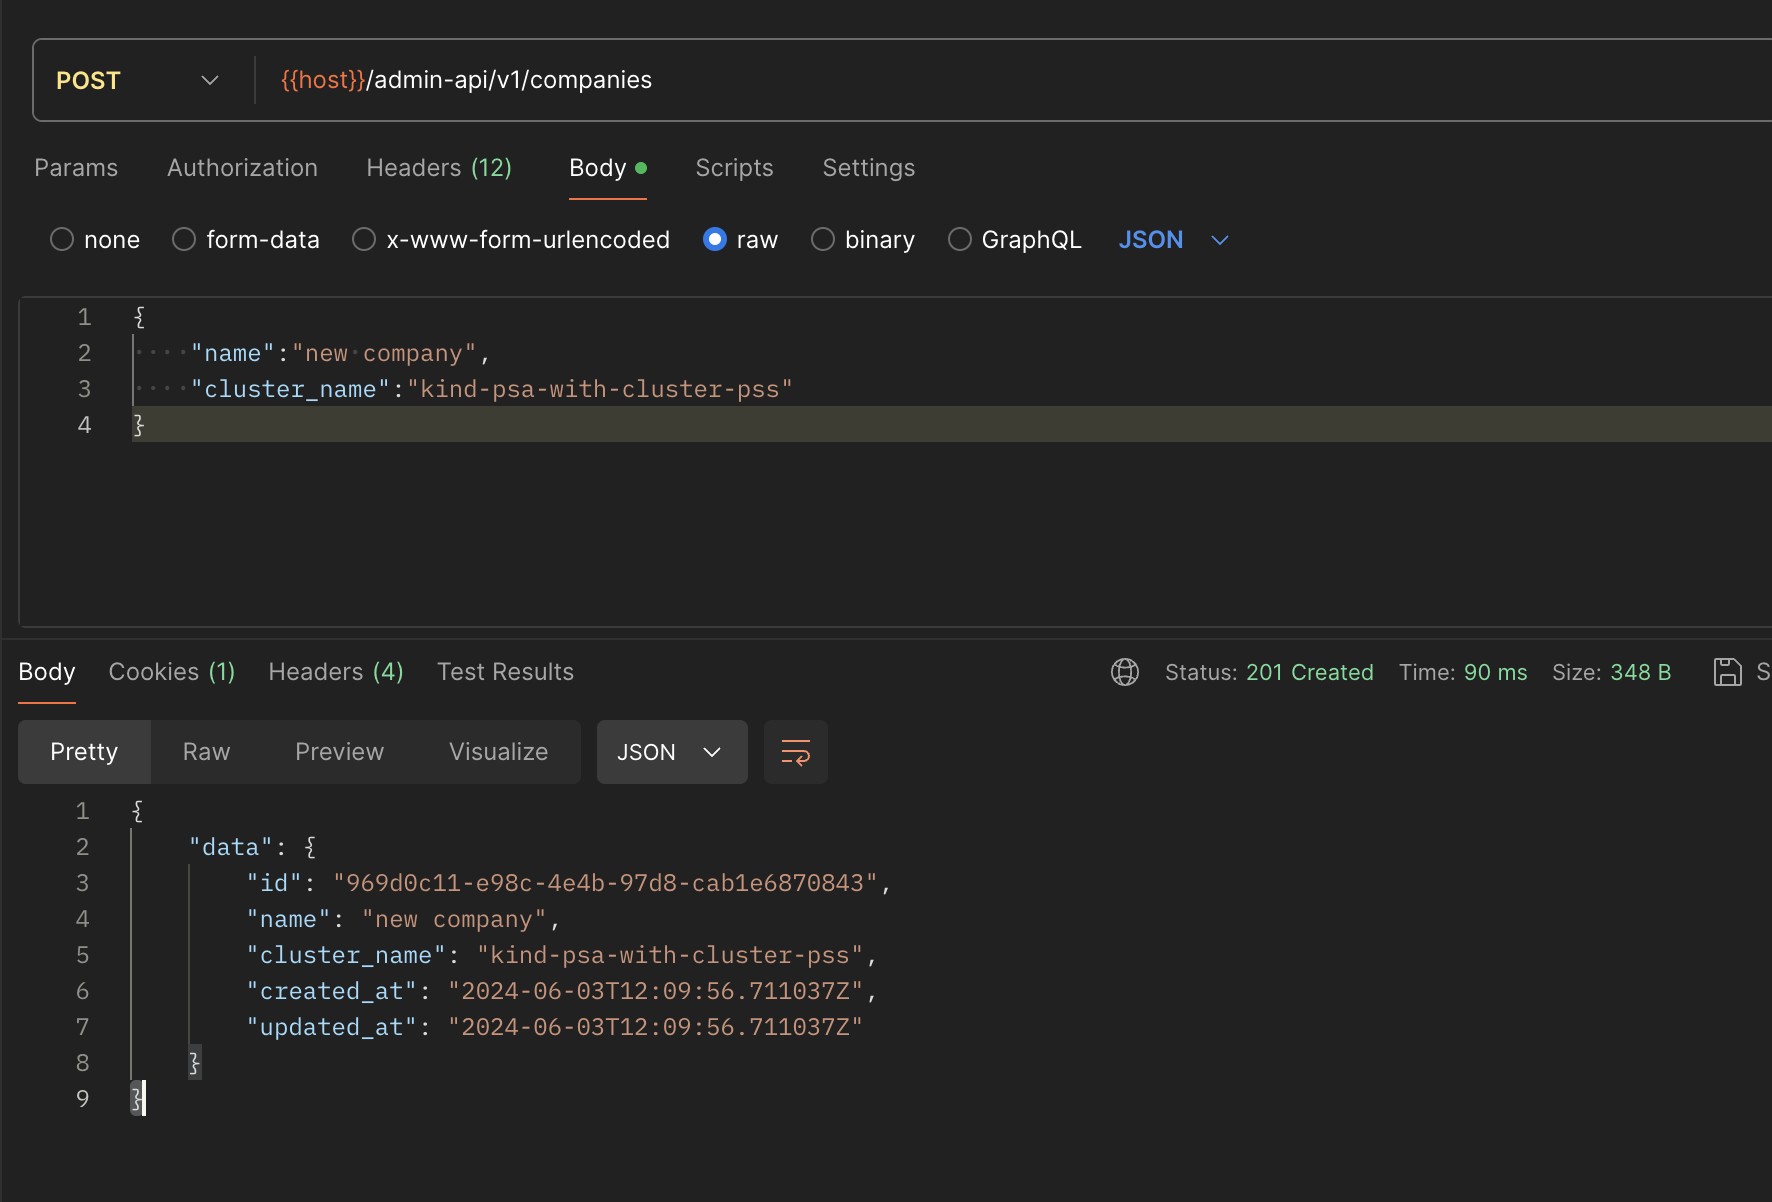 POST {{host}}/admin-api/v1/companies
Params Authorization Headers (12) Body Scripts Settings
none form-data x-www-form-urlencoded raw binary GraphQL JSON
1 {
2 "name":"new company",
3 "cluster_name":"kind-psa-with-cluster-pss"
4 }
Body Cookies (1) Headers (4) Test Results Status: 201 Created Time: 90 ms Size: 348 B S
Pretty Raw Preview Visualize JSON
1 {
2 "data": {
3 "id": "969d0c11-e98c-4e4b-97d8-cab1e6870843",
4 "name": "new company",
5 "cluster_name": "kind-psa-with-cluster-pss",
6 "created_at": "2024-06-03T12:09:56.711037Z",
7 "updated_at": "2024-06-03T12:09:56.711037Z"
8 }
9 }